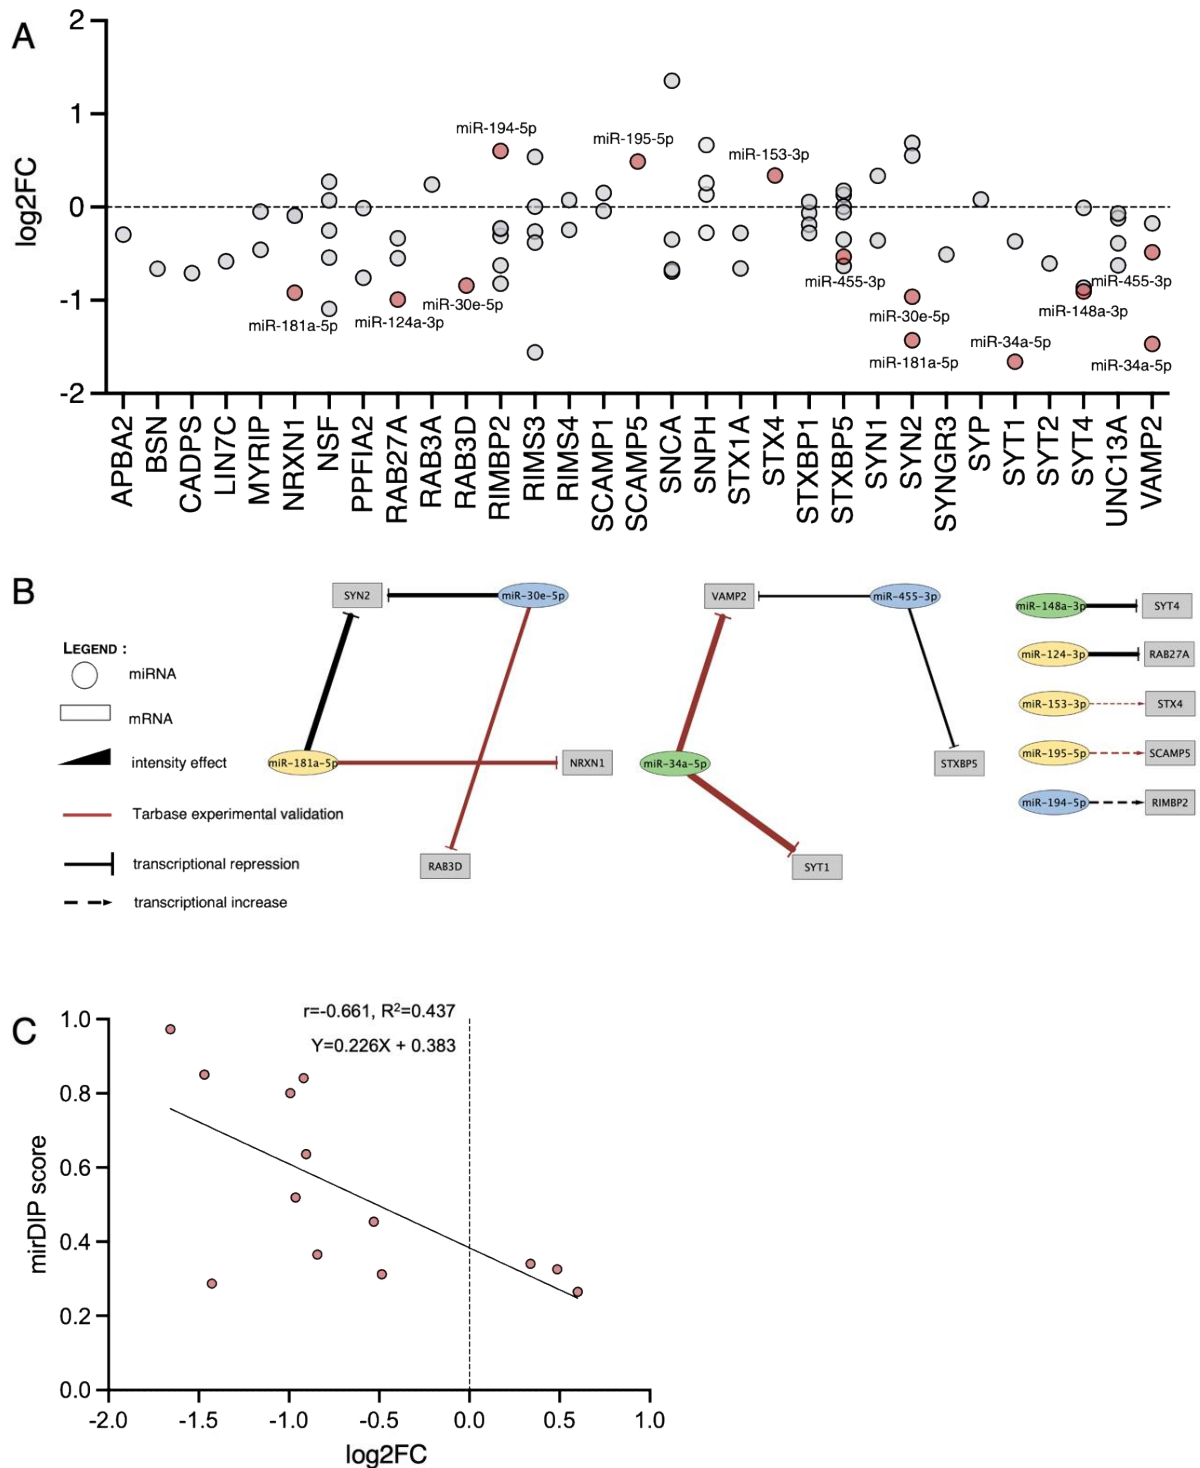 A
log2FC
2
1
0
-1
-2
miR-194-5p
miR-195-5p
miR-153-3p
miR-181a-5p
miR-124a-3p
miR-30e-5p
miR-455-3p
miR-30e-5p
miR-181a-5p
miR-34a-5p
miR-148a-3p
miR-455-3p
miR-34a-5p
APBA2
BSN
CADPS
LIN7C
MYRIP
NRXN1
NSF
PPFIA2
RAB27A
RAB3A
RAB3D
RIMBP2
RIMS3
RIMS4
SCAMP1
SCAMP5
SNCA
SNPH
STX1A
STX4
STXBP1
STXBP5
SYN1
SYN2
SYNGR3
SYP
SYT1
SYT2
SYT4
UNC13A
VAMP2
B
LEGEND :
miRNA
mRNA
intensity effect
Tarbase experimental validation
transcriptional repression
transcriptional increase
SYN2
miR-30e-5p
miR-181a-5p
NRXN1
RAB3D
VAMP2
miR-455-3p
miR-34a-5p
STXBP5
SYT1
miR-148a-3p
SYT4
miR-124-3p
RAB27A
miR-153-3p
STX4
miR-195-5p
SCAMP5
miR-194-5p
RIMBP2
C
r=-0.661, R²=0.437
Y=0.226X + 0.383
mirDIP score
1.0
0.8
0.6
0.4
0.2
0.0
-2.0
-1.5
-1.0
-0.5
0.0
0.5
1.0
log2FC